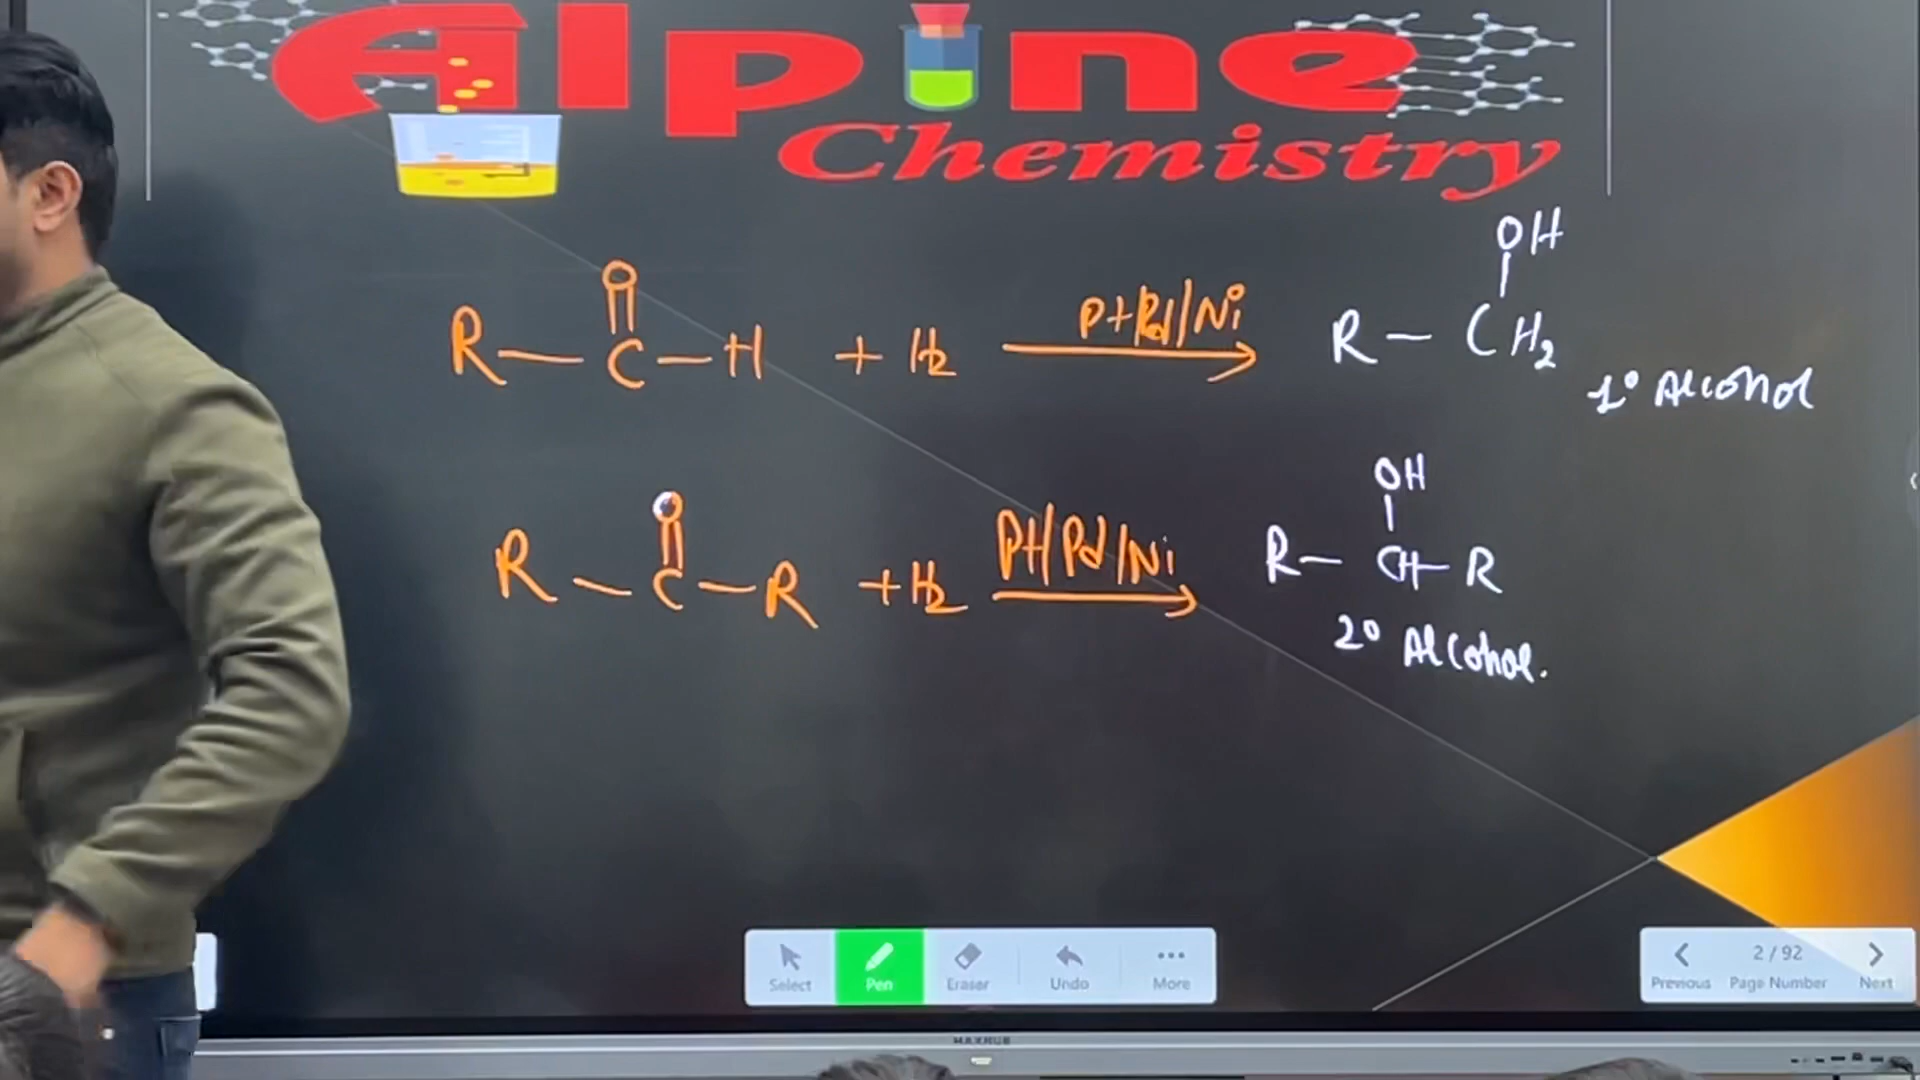 Alpine
Chemistry
O
R—C—H + H2 Pt/Pd/Ni → R — CH2
OH
1° Alcohol
O
R — C — R + H2 Pt/Pd/Ni → R — CH — R
OH
2° Alcohol.
Select Pen Eraser Undo More
Previous 2 / 92 Page Number Next
MAXHUB